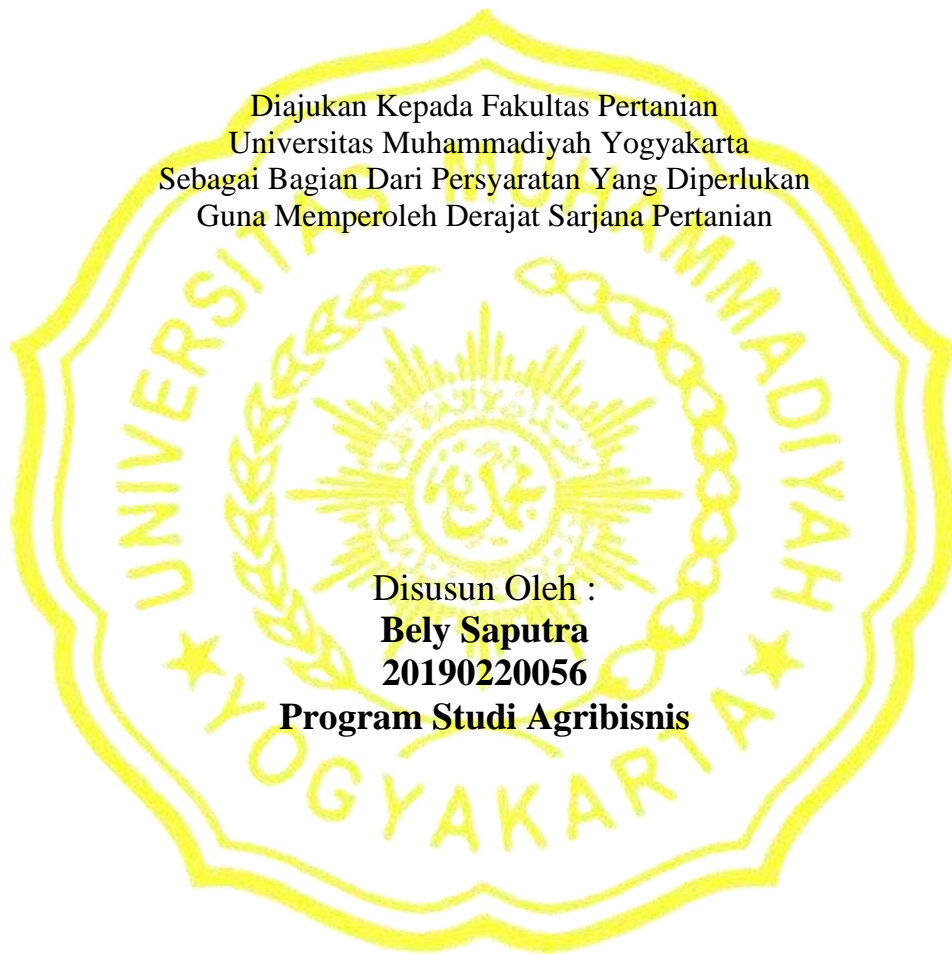 Diajukan Kepada Fakultas Pertanian
Universitas Muhammadiyah Yogyakarta
Sebagai Bagian Dari Persyaratan Yang Diperlukan
Guna Memperoleh Derajat Sarjana Pertanian
UNIVERSITAS MUHAMMADIYAH
Disusun Oleh :
Bely Saputra
20190220056
Program Studi Agribisnis
★ YOGYAKARTA ★